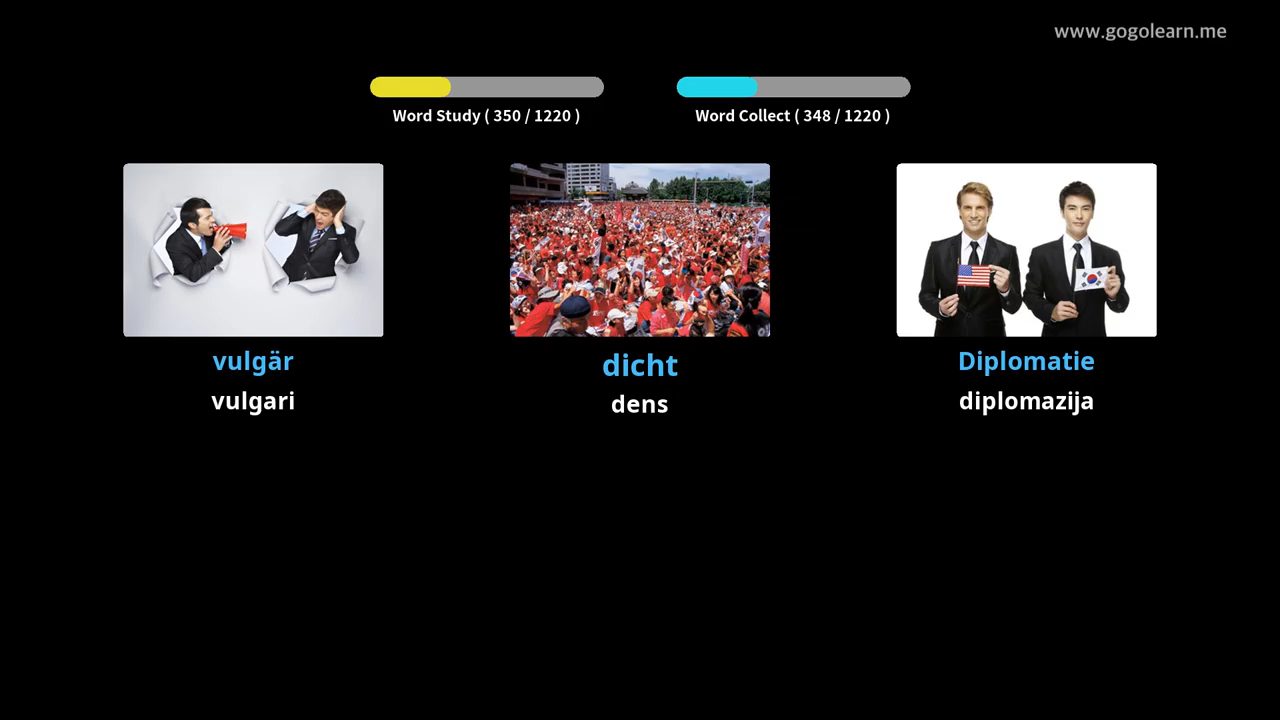 www.gogolearn.me
Word Study ( 350 / 1220 )
Word Collect ( 348 / 1220 )
vulgär
vulgari
dicht
dens
Diplomatie
diplomazija